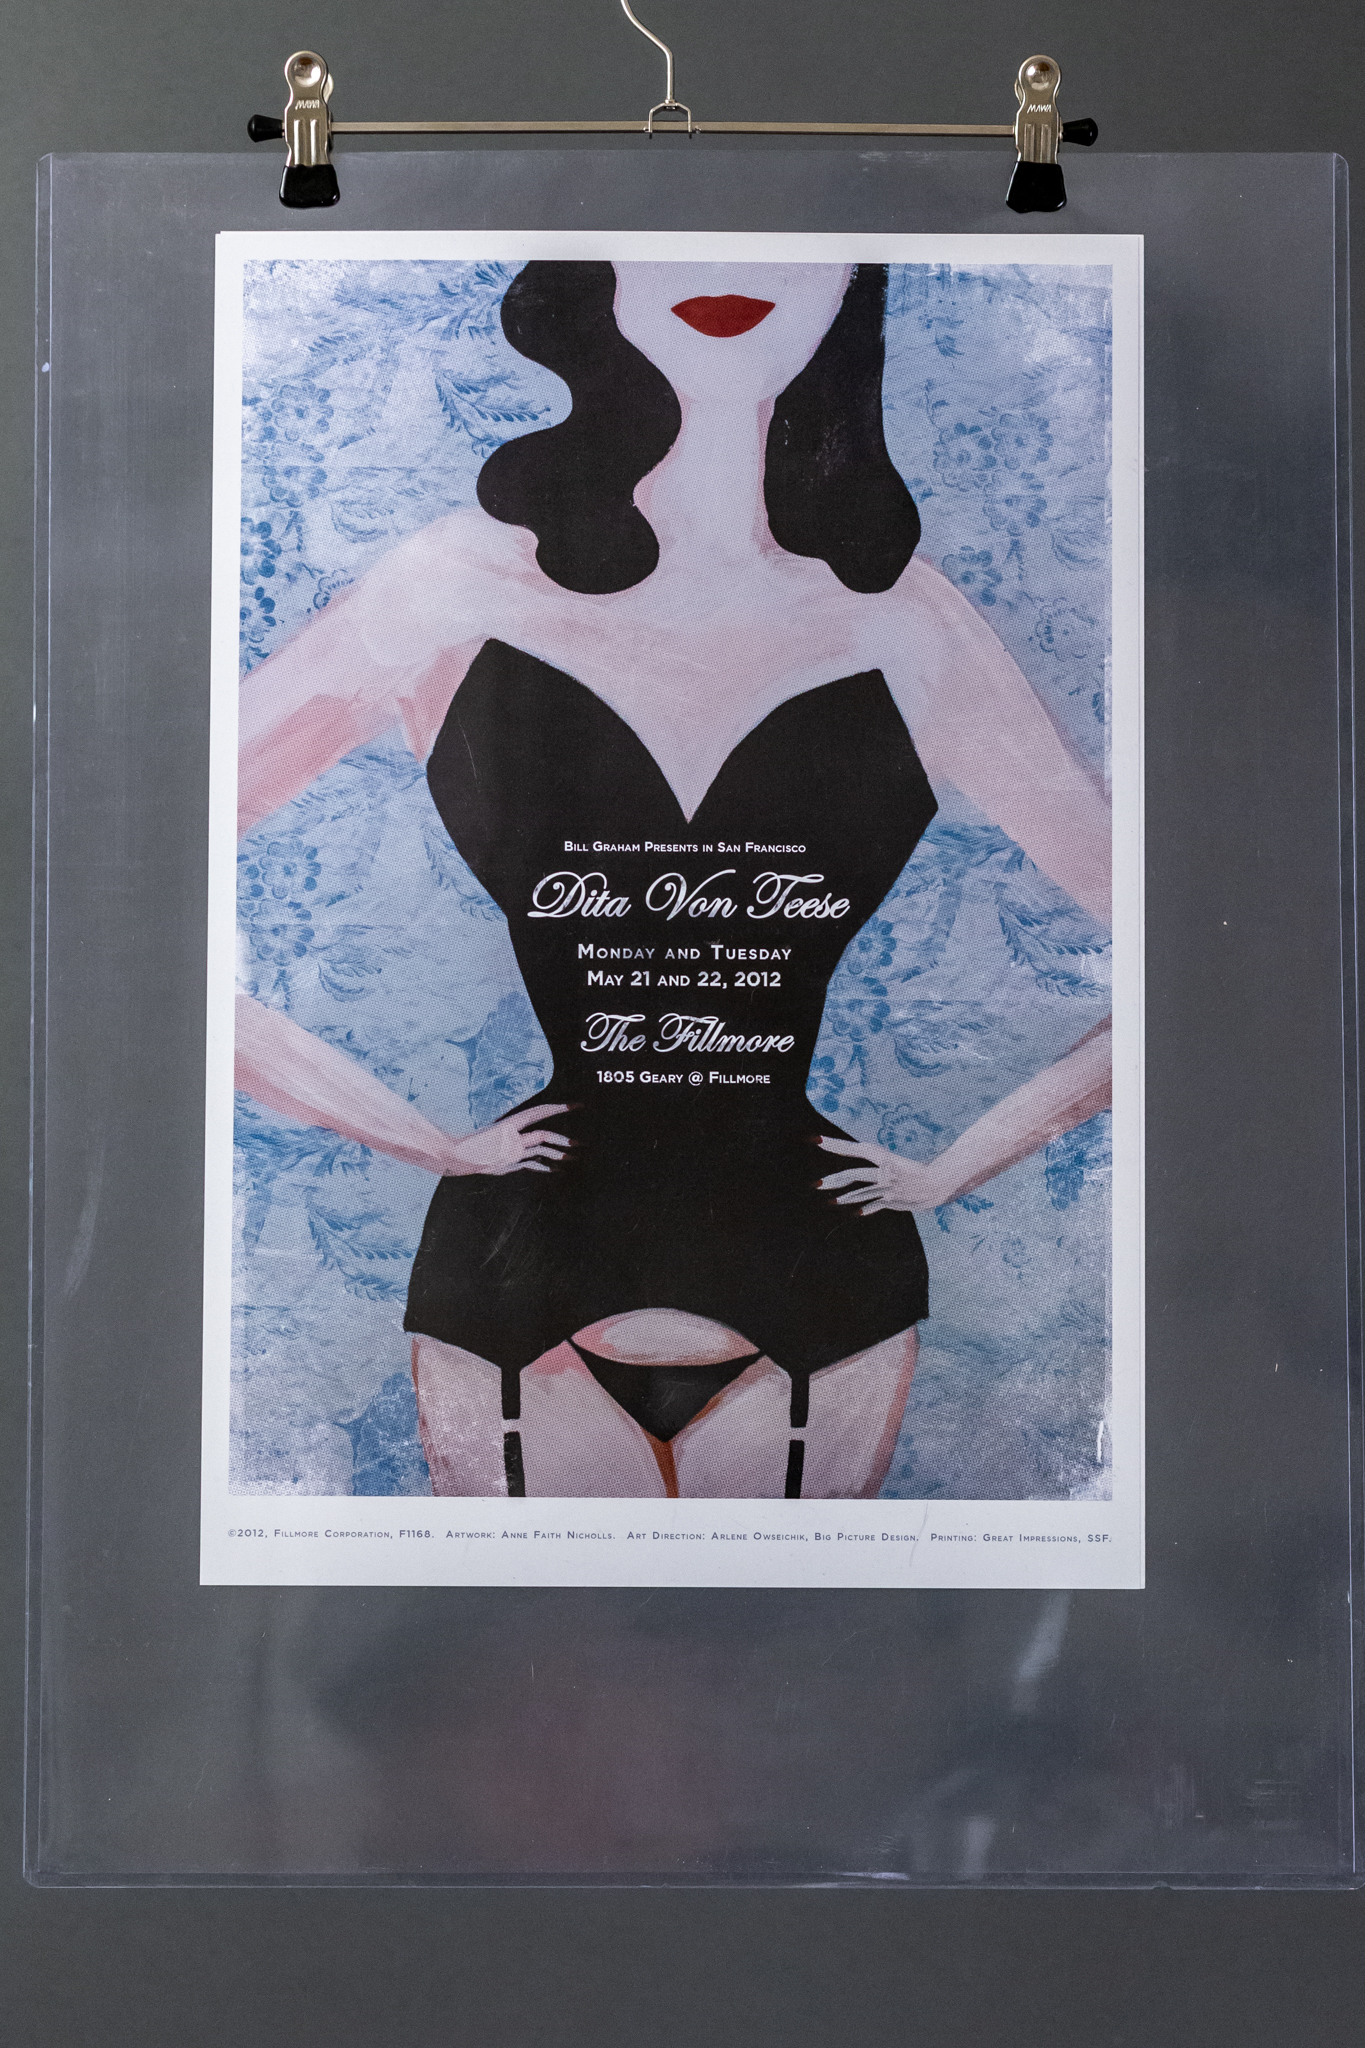 MAWA
MAWA
Bill Graham Presents in San Francisco
Dita Von Teese
Monday and Tuesday
May 21 and 22, 2012
The Fillmore
1805 Geary @ Fillmore
©2012, Fillmore Corporation, F1168. Artwork: Anne Faith Nicholls. Art Direction: Arlene Owseichik, Big Picture Design. Printing: Great Impressions, SSF.